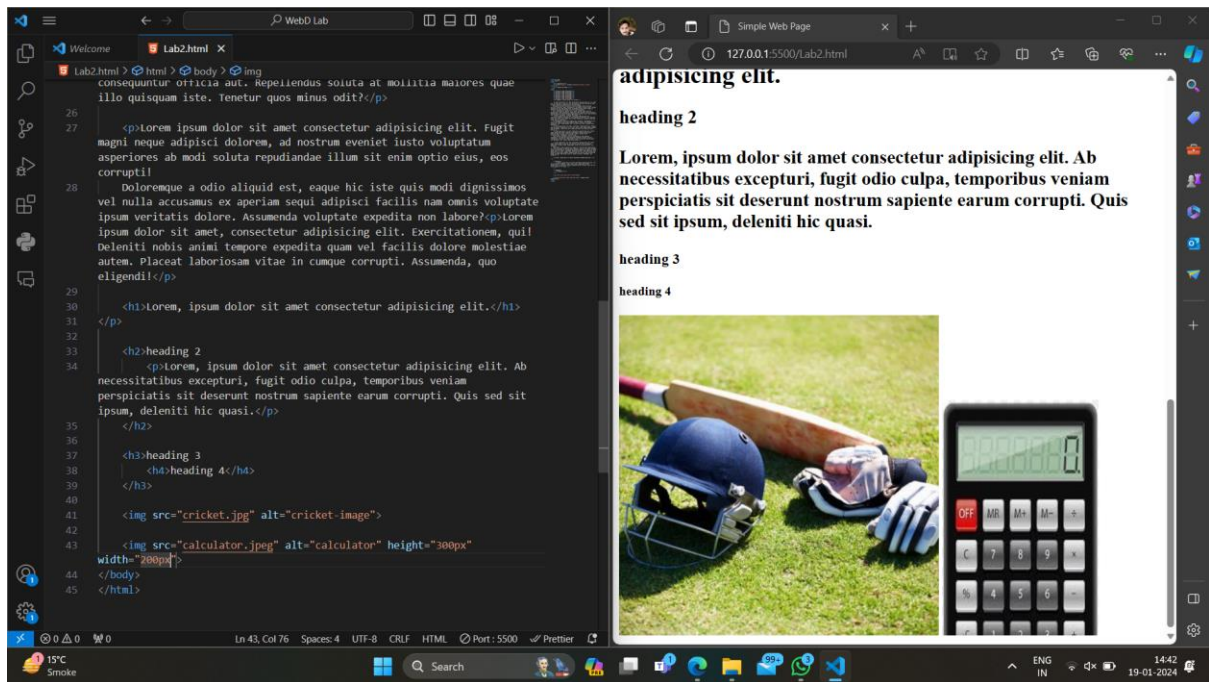 WebD Lab
Welcome
Lab2.html
Lab2.html > html > body > img
consequuntur officia aut. Repellendus soluta at mollitia maiores quae
illo quisquam iste. Tenetur quos minus odit?</p>
26
27 <p>Lorem ipsum dolor sit amet consectetur adipisicing elit. Fugit
magni neque adipisci dolorem, ad nostrum eveniet iusto voluptatum
asperiores ab modi soluta repudiandae illum sit enim optio eius, eos
corrupti!
28 Doloremque a odio aliquid est, eaque hic iste quis modi dignissimos
vel nulla accusamus ex aperiam sequi adipisci facilis nam omnis voluptate
ipsum veritatis dolore. Assumenda voluptate expedita non labore?<p>Lorem
ipsum dolor sit amet, consectetur adipisicing elit. Exercitationem, qui!
Deleniti nobis animi tempore expedita quam vel facilis dolore molestiae
autem. Placeat laboriosam vitae in cumque corrupti. Assumenda, quo
eligendi!</p>
29
30 <h1>Lorem, ipsum dolor sit amet consectetur adipisicing elit.</h1>
31 </p>
32
33 <h2>heading 2
34 <p>Lorem, ipsum dolor sit amet consectetur adipisicing elit. Ab
necessitatibus excepturi, fugit odio culpa, temporibus veniam
perspiciatis sit deserunt nostrum sapiente earum corrupti. Quis sed sit
ipsum, deleniti hic quasi.</p>
35 </h2>
36
37 <h3>heading 3
38 <h4>heading 4</h4>
39 </h3>
40
41 <img src="cricket.jpg" alt="cricket-image">
42
43 <img src="calculator.jpeg" alt="calculator" height="300px"
width="200px">
44 </body>
45 </html>
0 0 0 Ln 43, Col 76 Spaces: 4 UTF-8 CRLF HTML Port : 5500 Prettier
Simple Web Page
127.0.0.1:5500/Lab2.html
adipisicing elit.
heading 2
Lorem, ipsum dolor sit amet consectetur adipisicing elit. Ab
necessitatibus excepturi, fugit odio culpa, temporibus veniam
perspiciatis sit deserunt nostrum sapiente earum corrupti. Quis
sed sit ipsum, deleniti hic quasi.
heading 3
heading 4
0.
OFF MR M+ M- ÷
C 7 8 9 ×
% 4 5 6 -
1
15°C
Smoke
Search
99+
ENG
IN
14:42
19-01-2024